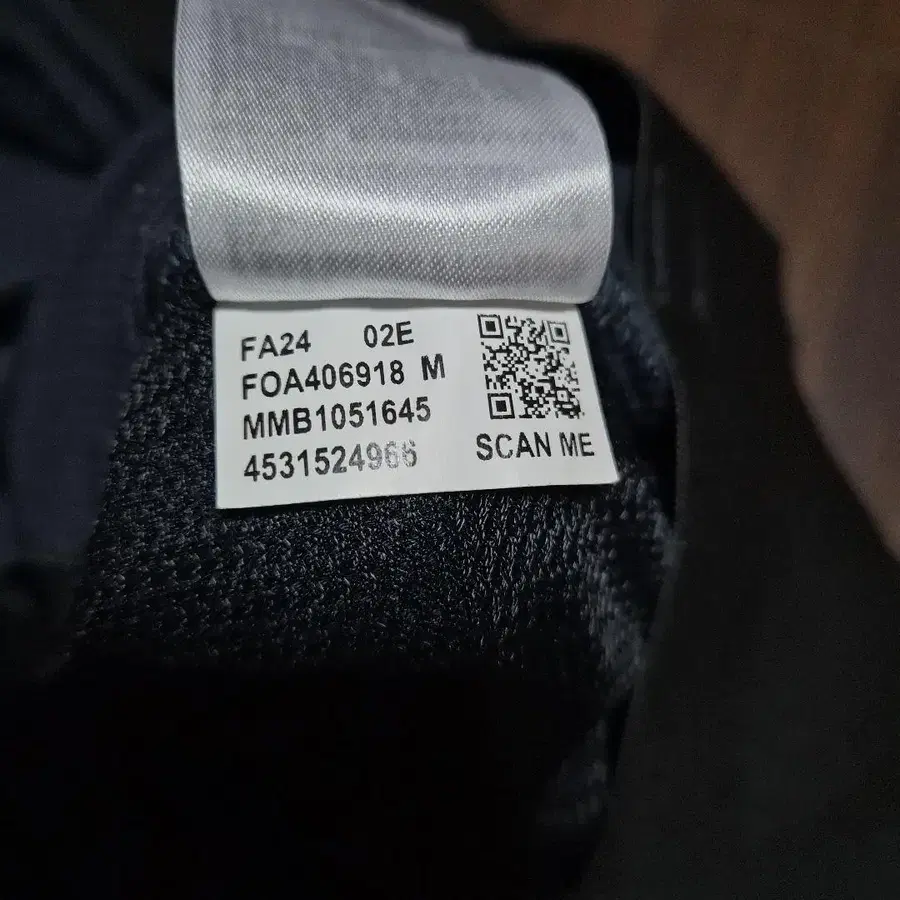 FA24 02E
FOA406918 M
MMB1051645
4531524966
SCAN ME